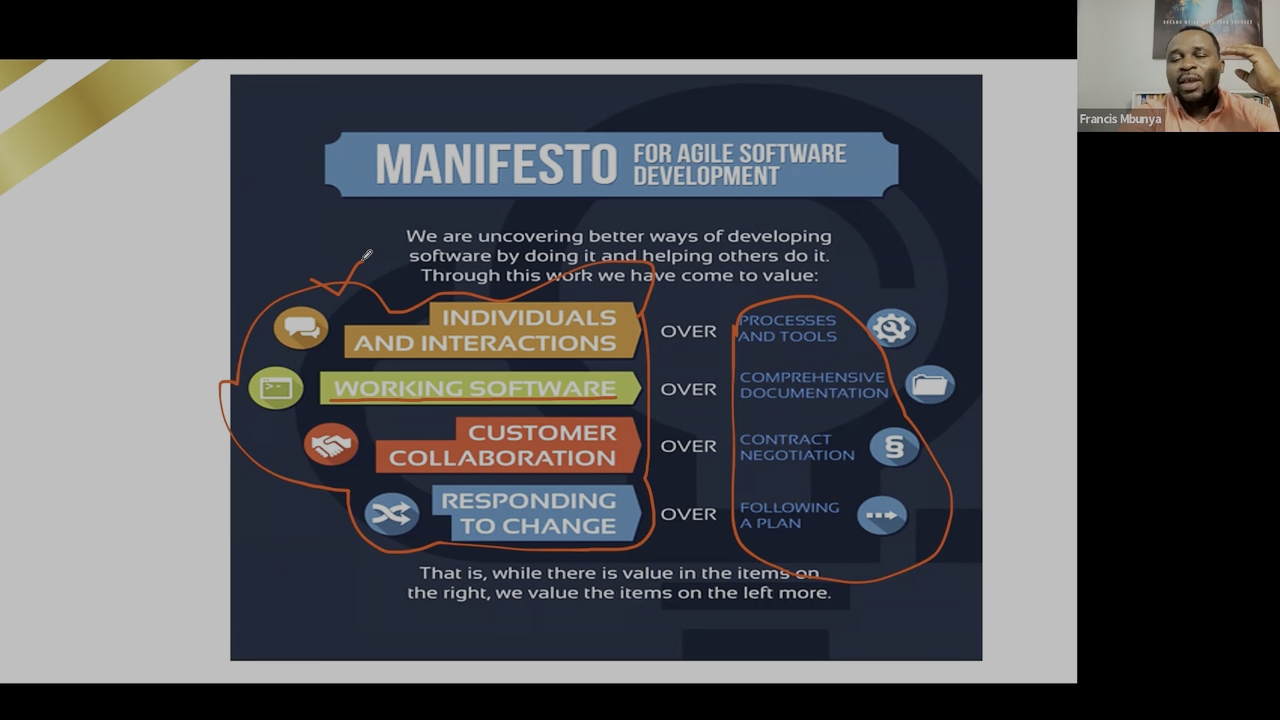 MANIFESTO FOR AGILE SOFTWARE DEVELOPMENT
We are uncovering better ways of developing
software by doing it and helping others do it.
Through this work we have come to value:
INDIVIDUALS AND INTERACTIONS OVER PROCESSES AND TOOLS
WORKING SOFTWARE OVER COMPREHENSIVE DOCUMENTATION
CUSTOMER COLLABORATION OVER CONTRACT NEGOTIATION
RESPONDING TO CHANGE OVER FOLLOWING A PLAN
That is, while there is value in the items on
the right, we value the items on the left more.
Francis Mbunya